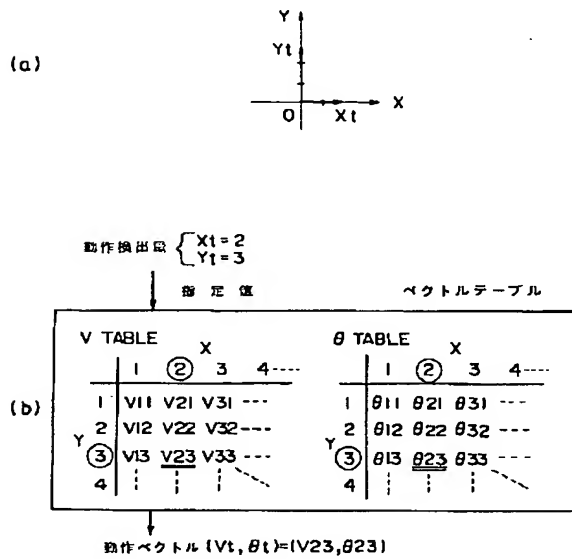 (a)
Y
Yt
O
Xt
X
動作検出段 { Xt=2
Yt=3
指定値
ベクトルテーブル
(b)
V TABLE
X
1 ② 3 4----
1 V11 V21 V31 ---
2 V12 V22 V32---
Y
③ V13 V23 V33
4
θ TABLE
X
1 ② 3 4----
1 θ11 θ21 θ31 ---
2 θ12 θ22 θ32---
Y
③ θ13 θ23 θ33
4
動作ベクトル (Vt, θt)=(V23,θ23)